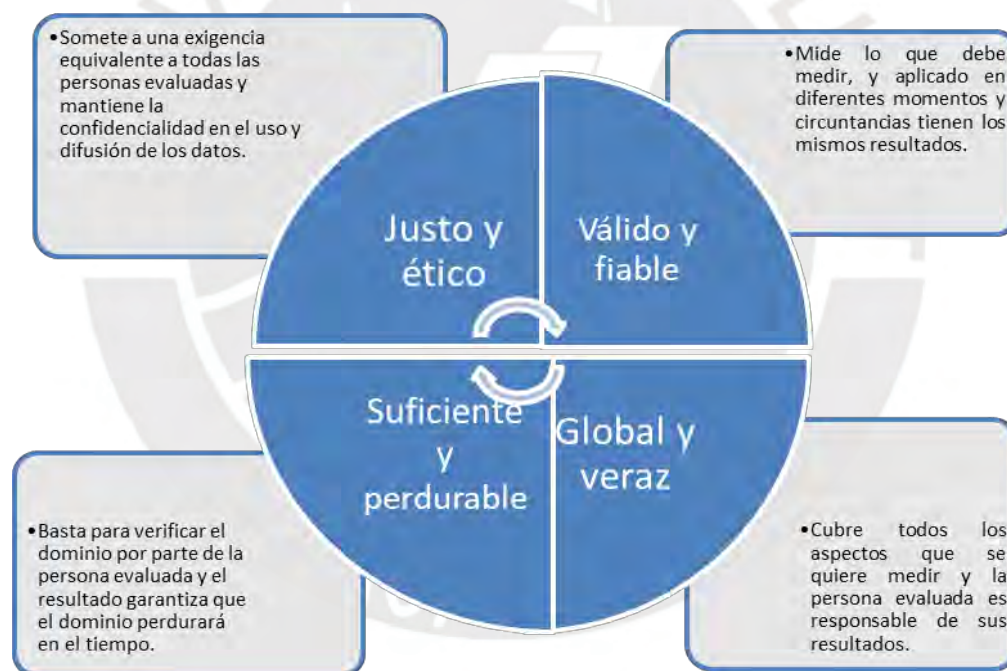 •Somete a una exigencia
equivalente a todas las
personas evaluadas y
mantiene la
confidencialidad en el uso y
difusión de los datos.
•Mide lo que debe
medir, y aplicado en
diferentes momentos y
circuntancias tienen los
mismos resultados.
Justo y
ético
Válido y
fiable
Suficiente
y
perdurable
Global y
veraz
•Basta para verificar el
dominio por parte de la
persona evaluada y el
resultado garantiza que
el dominio perdurará
en el tiempo.
•Cubre todos los
aspectos que se
quiere medir y la
persona evaluada es
responsable de sus
resultados.